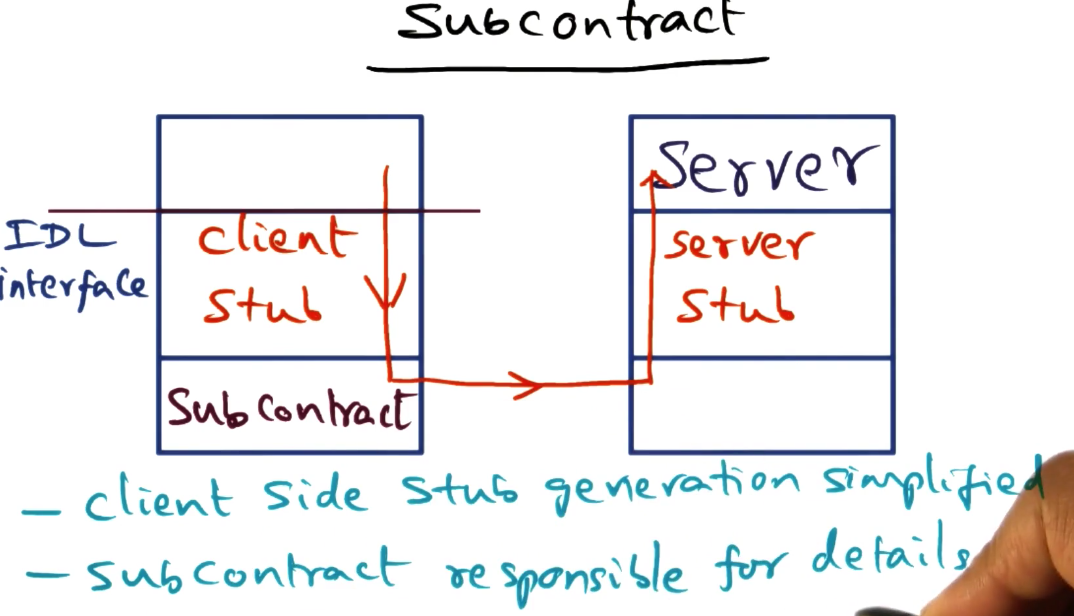 Subcontract
Server
IDL
interface
client
stub
server
stub
Subcontract
– client side stub generation simplified
– subcontract responsible for details